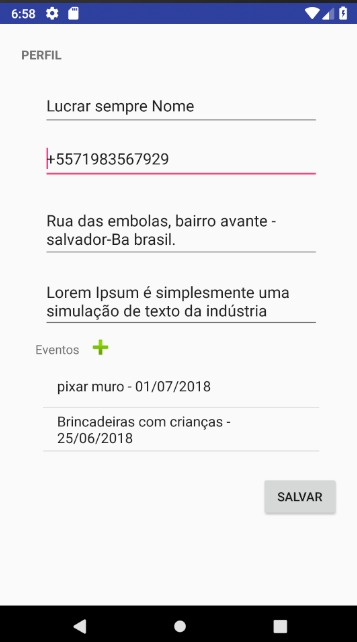 6:58
PERFIL
Lucrar sempre Nome
+5571983567929
Rua das embolas, bairro avante -
salvador-Ba brasil.
Lorem Ipsum é simplesmente uma
simulação de texto da indústria
Eventos
pixar muro - 01/07/2018
Brincadeiras com crianças -
25/06/2018
SALVAR